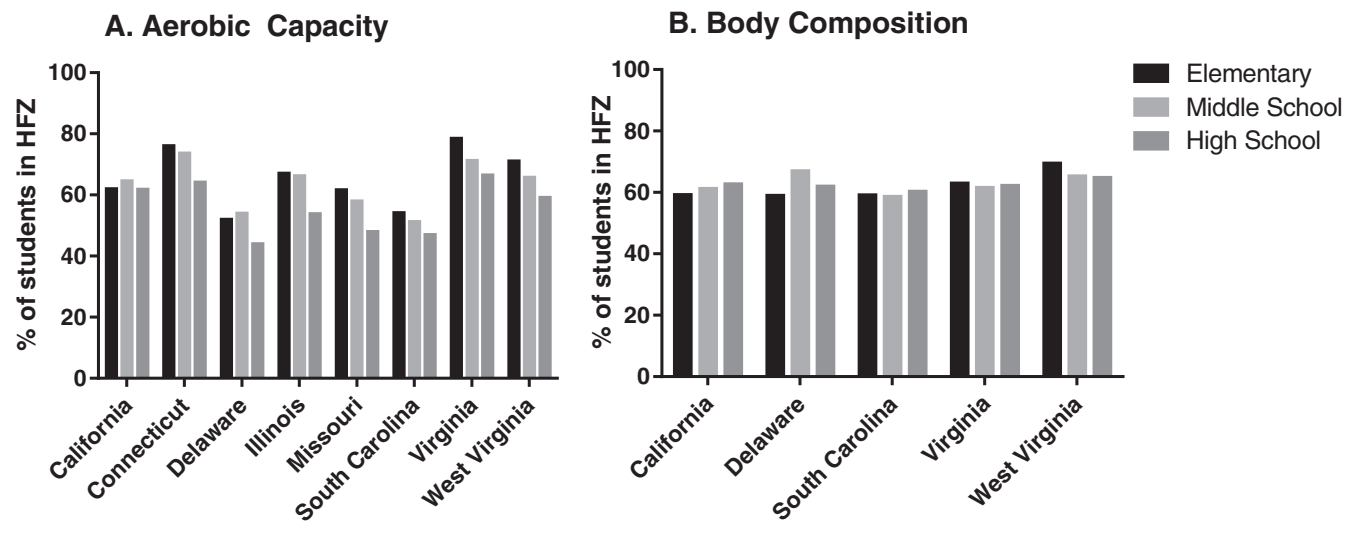 A. Aerobic Capacity
% of students in HFZ
100
80
60
40
20
0
California
Connecticut
Delaware
Illinois
Missouri
South Carolina
Virginia
West Virginia
B. Body Composition
% of students in HFZ
100
80
60
40
20
0
California
Delaware
South Carolina
Virginia
West Virginia
Elementary
Middle School
High School